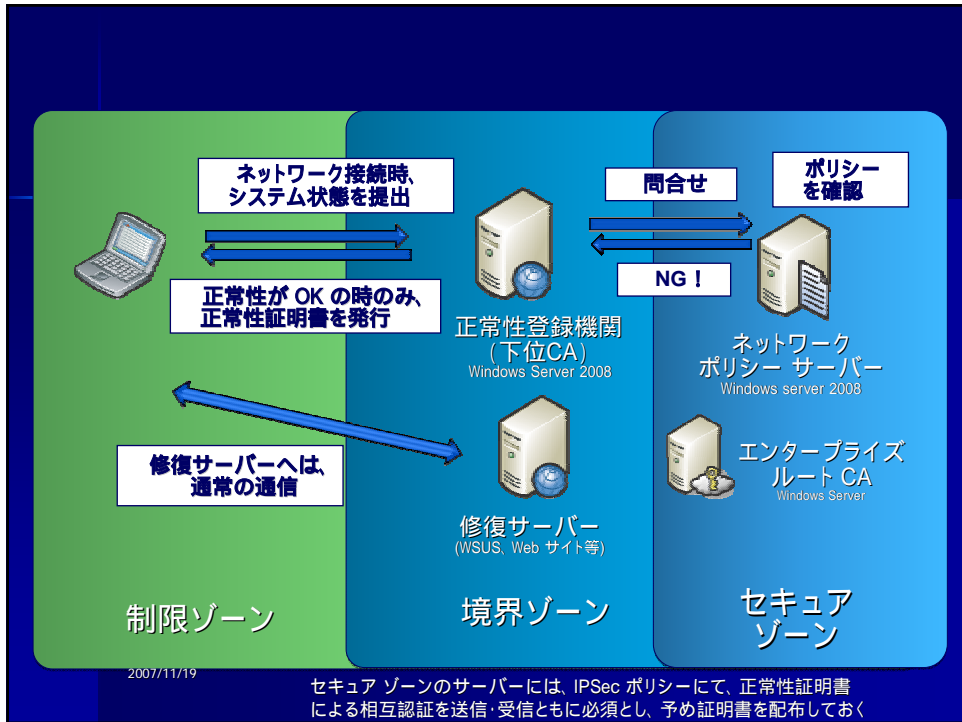 ネットワーク接続時、
システム状態を提出
問合せ
ポリシー
を確認
正常性が OK の時のみ、
正常性証明書を発行
NG！
正常性登録機関
(下位CA)
Windows Server 2008
ネットワーク
ポリシー サーバー
Windows server 2008
修復サーバーへは、
通常の通信
エンタープライズ
ルート CA
Windows Server
修復サーバー
(WSUS、Web サイト等)
制限ゾーン
境界ゾーン
セキュア
ゾーン
2007/11/19
セキュア ゾーンのサーバーには、IPSec ポリシーにて、正常性証明書
による相互認証を送信・受信ともに必須とし、予め証明書を配布しておく